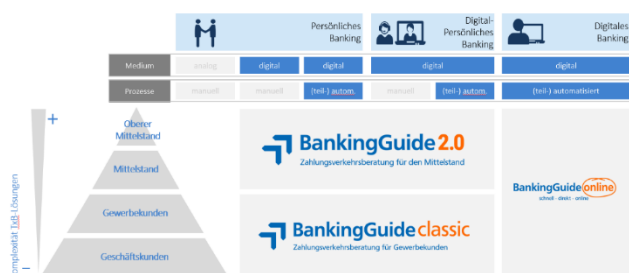 Persönliches
Banking
Digital-
Persönliches
Banking
Digitales
Banking
Medium
analog
digital
digital
digital
digital
Prozesse
manuell
manuell
(teil-) autom.
manuell
(teil-) autom.
(teil-) automatisiert
+
Oberer
Mittelstand
Mittelstand
Gewerbekunden
Geschäftskunden
omplexität TxB-Lösungen
BankingGuide 2.0
Zahlungsverkehrsberatung für den Mittelstand
BankingGuide classic
Zahlungsverkehrsberatung für Gewerbekunden
BankingGuide online
schnell - direkt - online